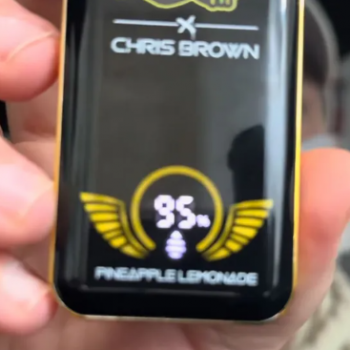 X
CHRIS BROWN
95%
PINEAPPLE LEMONADE